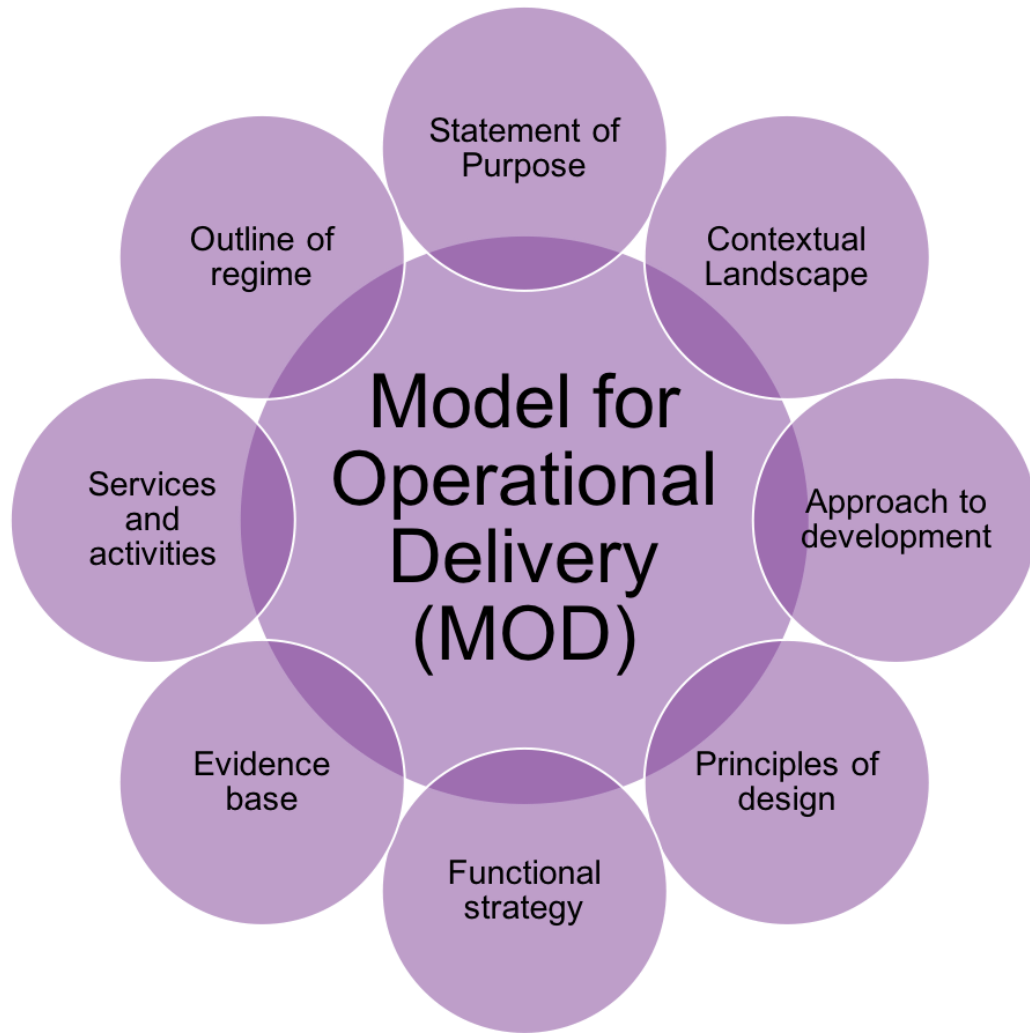 Statement of
Purpose
Contextual
Landscape
Approach to
development
Principles of
design
Functional
strategy
Evidence
base
Services
and
activities
Outline of
regime
Model for
Operational
Delivery
(MOD)